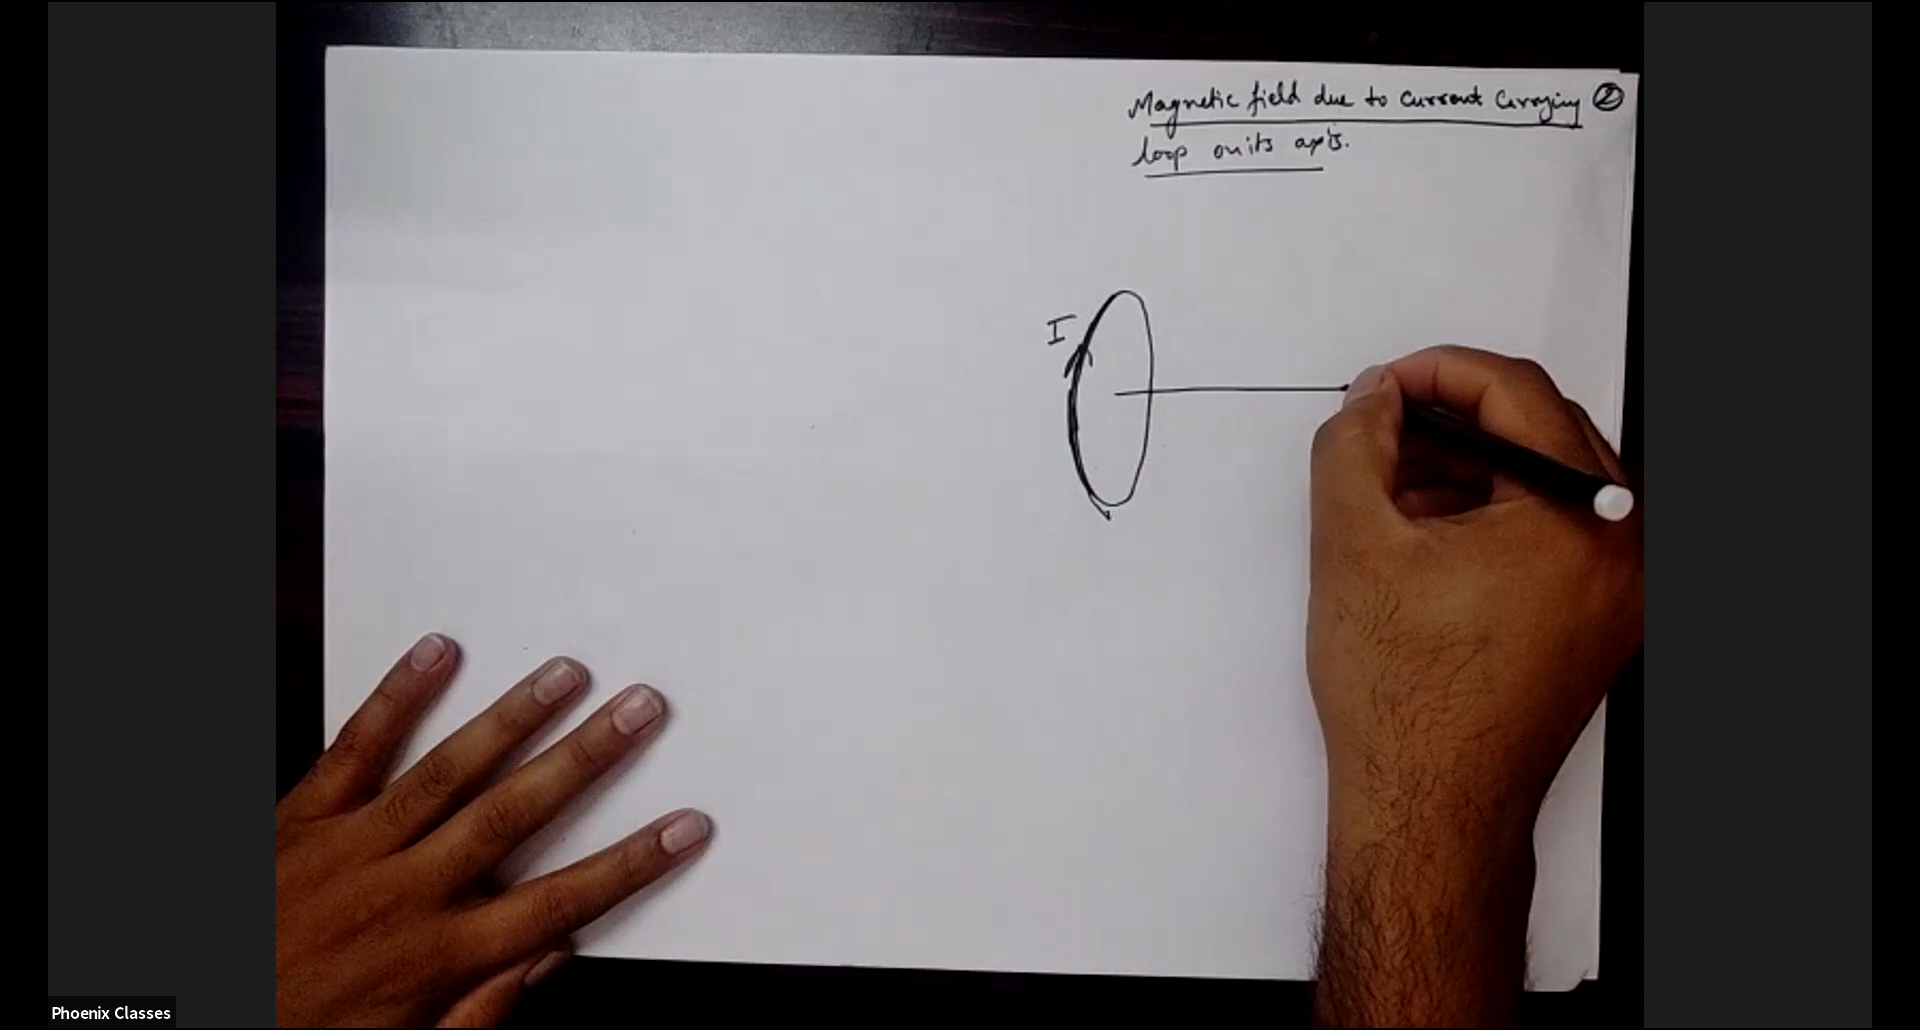 Magnetic field due to current carrying ②
loop on its axis.
I
Phoenix Classes